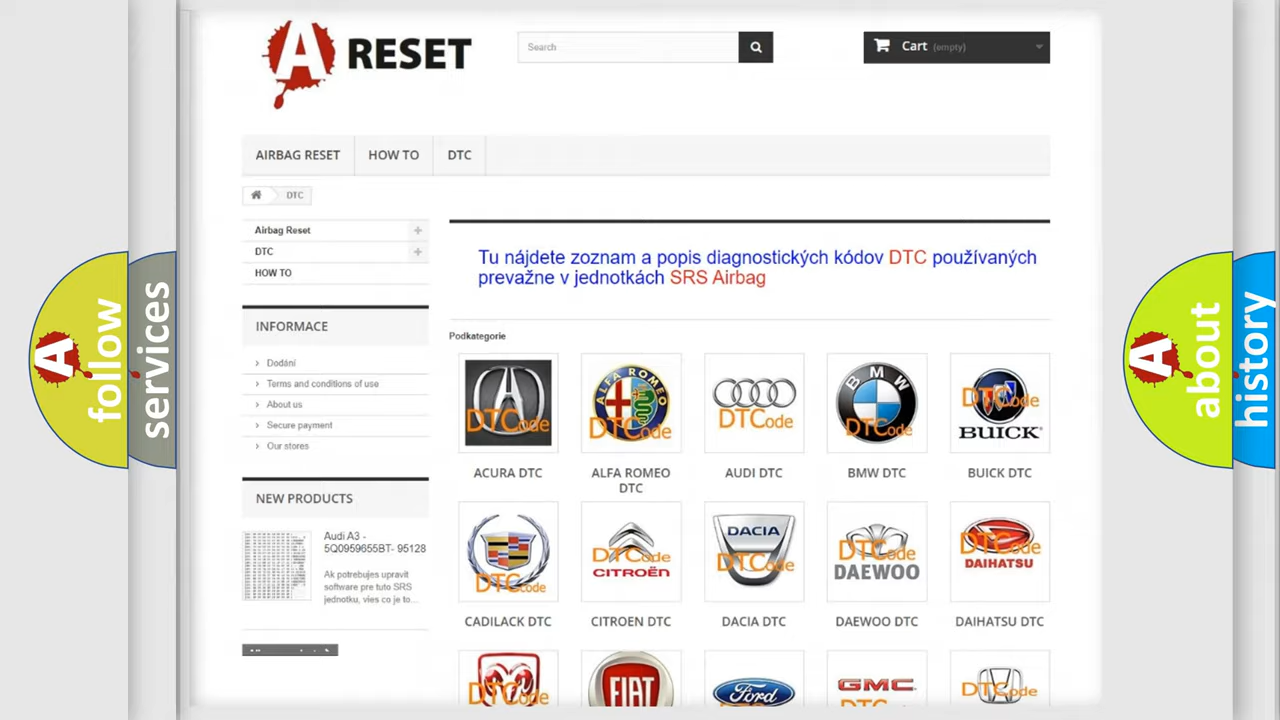 A RESET
Search
Cart (empty)
AIRBAG RESET
HOW TO
DTC
DTC
Airbag Reset
DTC
HOW TO
INFORMACE
Dodání
Terms and conditions of use
About us
Secure payment
Our stores
NEW PRODUCTS
Audi A3 -
5Q0959655BT- 95128
Ak potrebujes upravit
software pre tuto SRS
jednotku, vies co je to...
Tu nájdete zoznam a popis diagnostických kódov DTC používaných
prevažne v jednotkách SRS Airbag
Podkategorie
DTCode
ALFA ROMEO
DTCode
DTCode
BMW
DTCode
DTCode
BUICK
ACURA DTC
ALFA ROMEO
DTC
AUDI DTC
BMW DTC
BUICK DTC
DTCode
DTCode
CITROËN
DACIA
DTCode
DTCode
DAEWOO
DTCode
DAIHATSU
CADILACK DTC
CITROEN DTC
DACIA DTC
DAEWOO DTC
DAIHATSU DTC
DTCode
FIAT
Ford
GMC
DTCode
A follow
services
A about
history